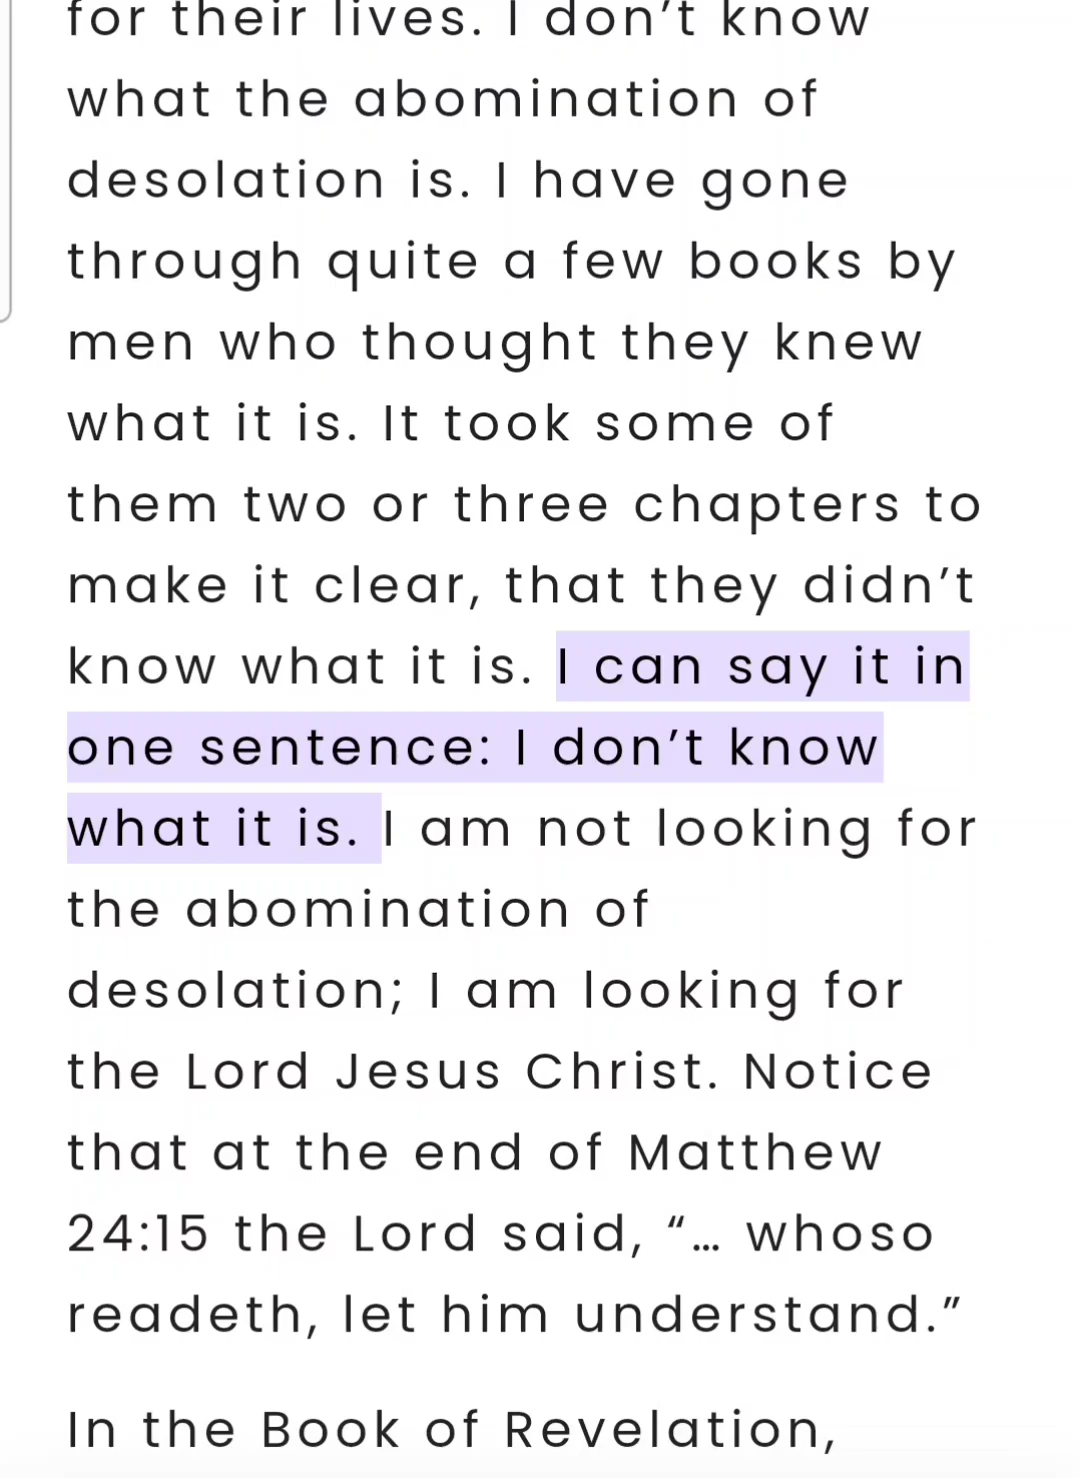 for their lives. I don’t know
what the abomination of
desolation is. I have gone
through quite a few books by
men who thought they knew
what it is. It took some of
them two or three chapters to
make it clear, that they didn’t
know what it is. I can say it in
one sentence: I don’t know
what it is. I am not looking for
the abomination of
desolation; I am looking for
the Lord Jesus Christ. Notice
that at the end of Matthew
24:15 the Lord said, “… whoso
readeth, let him understand.”
In the Book of Revelation,